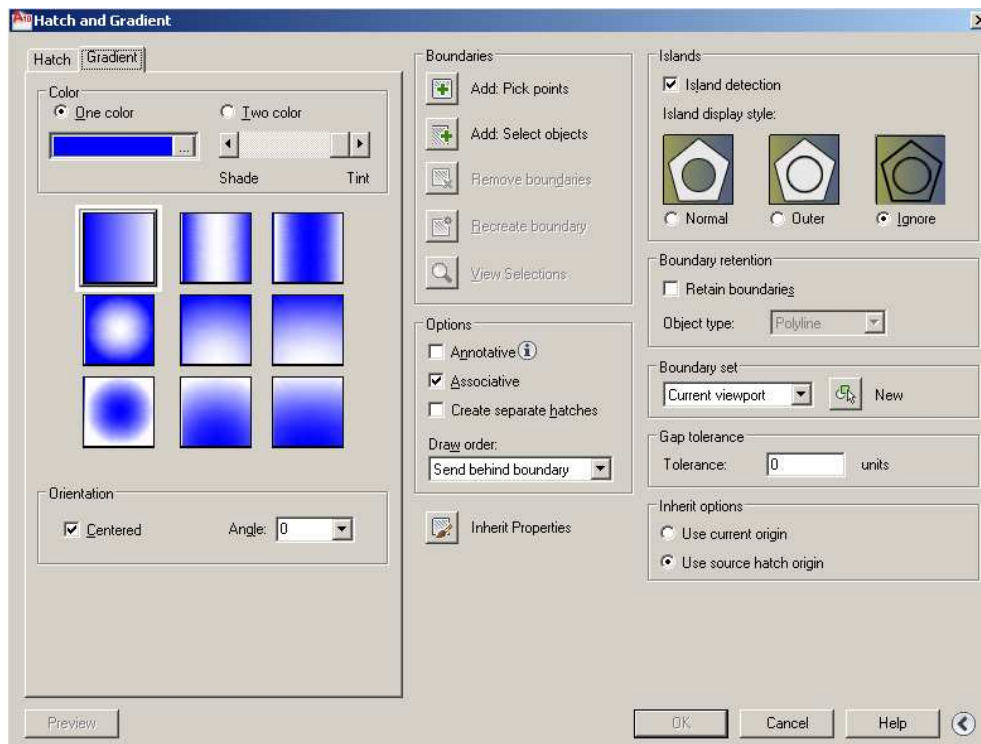 Hatch and Gradient
Hatch
Gradient
Color
One color
Two color
...
Shade
Tint
Orientation
Centered
Angle:
0
Preview
Boundaries
Add: Pick points
Add: Select objects
Remove boundaries
Recreate boundary
View Selections
Options
Annotative
Associative
Create separate hatches
Draw order:
Send behind boundary
Inherit Properties
Islands
Island detection
Island display style:
Normal
Outer
Ignore
Boundary retention
Retain boundaries
Object type:
Polyline
Boundary set
Current viewport
New
Gap tolerance
Tolerance:
0
units
Inherit options
Use current origin
Use source hatch origin
OK
Cancel
Help